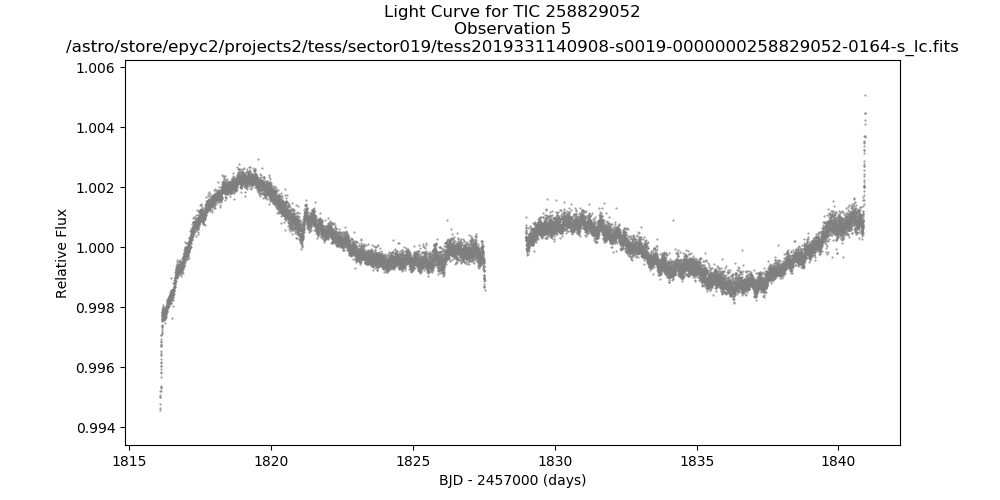 Light Curve for TIC 258829052
Observation 5
/astro/store/epyc2/projects2/tess/sector019/tess2019331140908-s0019-0000000258829052-0164-s_lc.fits
1.006
1.004
1.002
1.000
0.998
0.996
0.994
Relative Flux
1815
1820
1825
1830
1835
1840
BJD - 2457000 (days)